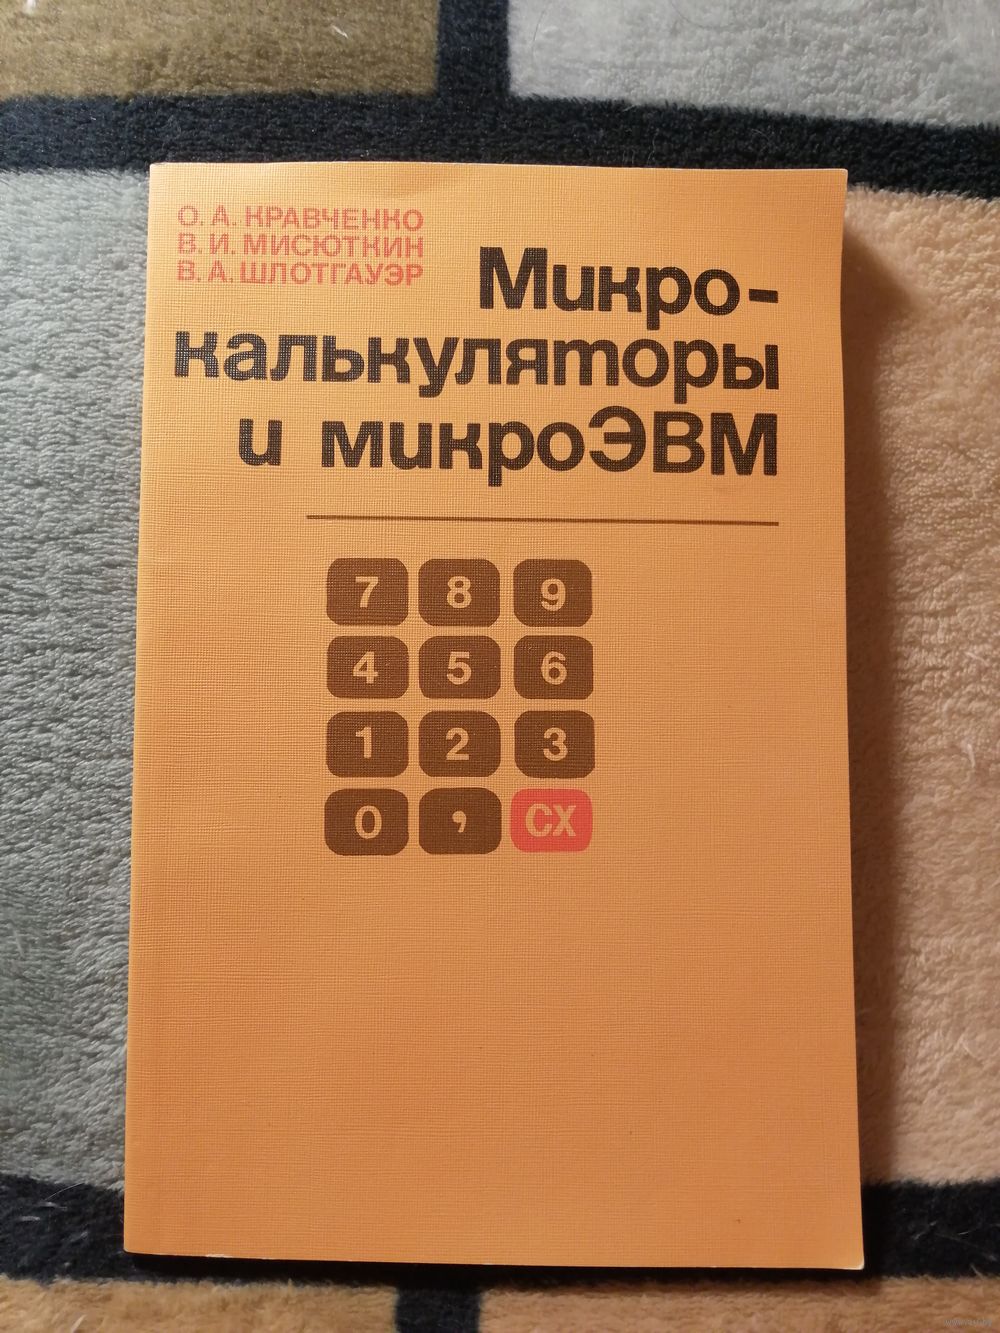 О. А. КРАВЧЕНКО
В. И. МИСЮТКИН
В. А. ШЛОТГАУЭР
Микро-
калькуляторы
и микроЭВМ
7 8 9
4 5 6
1 2 3
0 , СХ